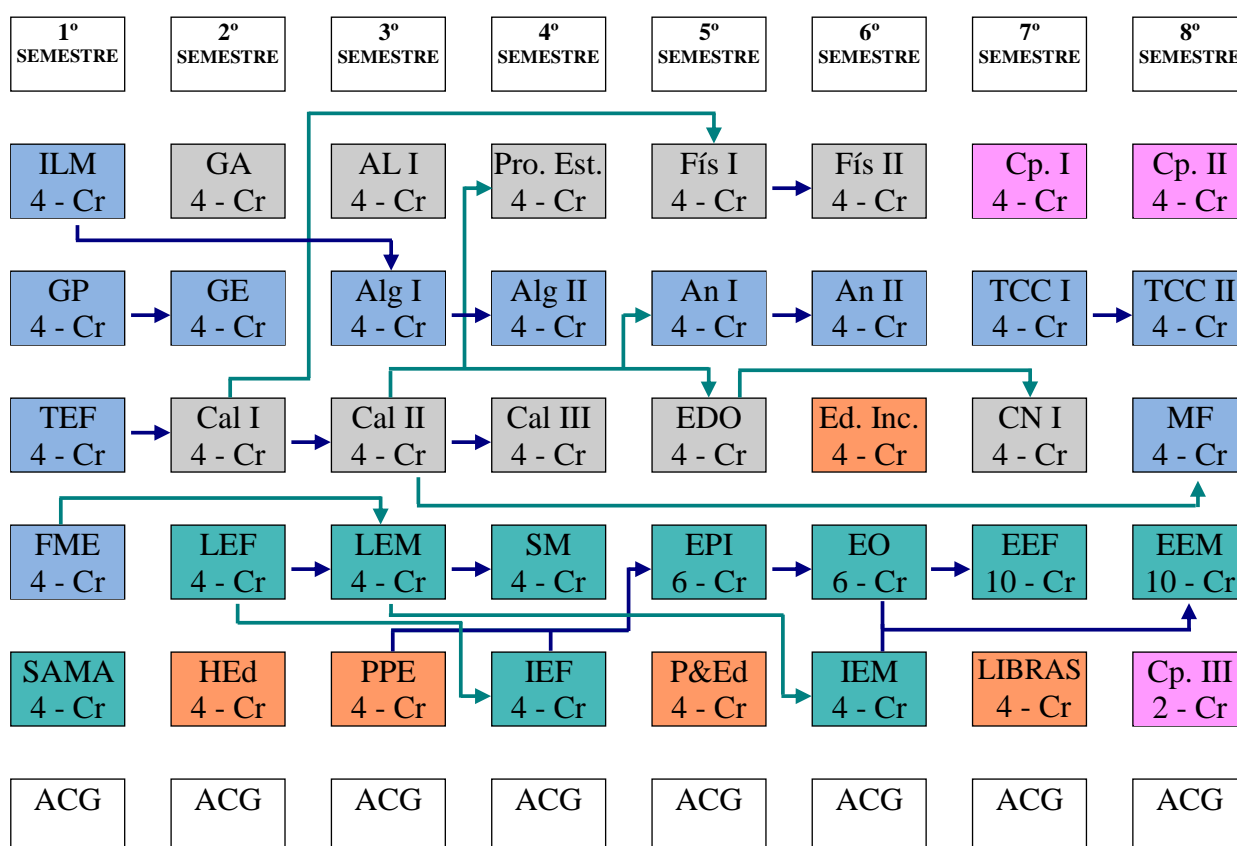 1º
SEMESTRE
2º
SEMESTRE
3º
SEMESTRE
4º
SEMESTRE
5º
SEMESTRE
6º
SEMESTRE
7º
SEMESTRE
8º
SEMESTRE
ILM
4 - Cr
GA
4 - Cr
AL I
4 - Cr
Pro. Est.
4 - Cr
Fís I
4 - Cr
Fís II
4 - Cr
Cp. I
4 - Cr
Cp. II
4 - Cr
GP
4 - Cr
GE
4 - Cr
Alg I
4 - Cr
Alg II
4 - Cr
An I
4 - Cr
An II
4 - Cr
TCC I
4 - Cr
TCC II
4 - Cr
TEF
4 - Cr
Cal I
4 - Cr
Cal II
4 - Cr
Cal III
4 - Cr
EDO
4 - Cr
Ed. Inc.
4 - Cr
CN I
4 - Cr
MF
4 - Cr
FME
4 - Cr
LEF
4 - Cr
LEM
4 - Cr
SM
4 - Cr
EPI
6 - Cr
EO
6 - Cr
EEF
10 - Cr
EEM
10 - Cr
SAMA
4 - Cr
HEd
4 - Cr
PPE
4 - Cr
IEF
4 - Cr
P&Ed
4 - Cr
IEM
4 - Cr
LIBRAS
4 - Cr
Cp. III
2 - Cr
ACG
ACG
ACG
ACG
ACG
ACG
ACG
ACG